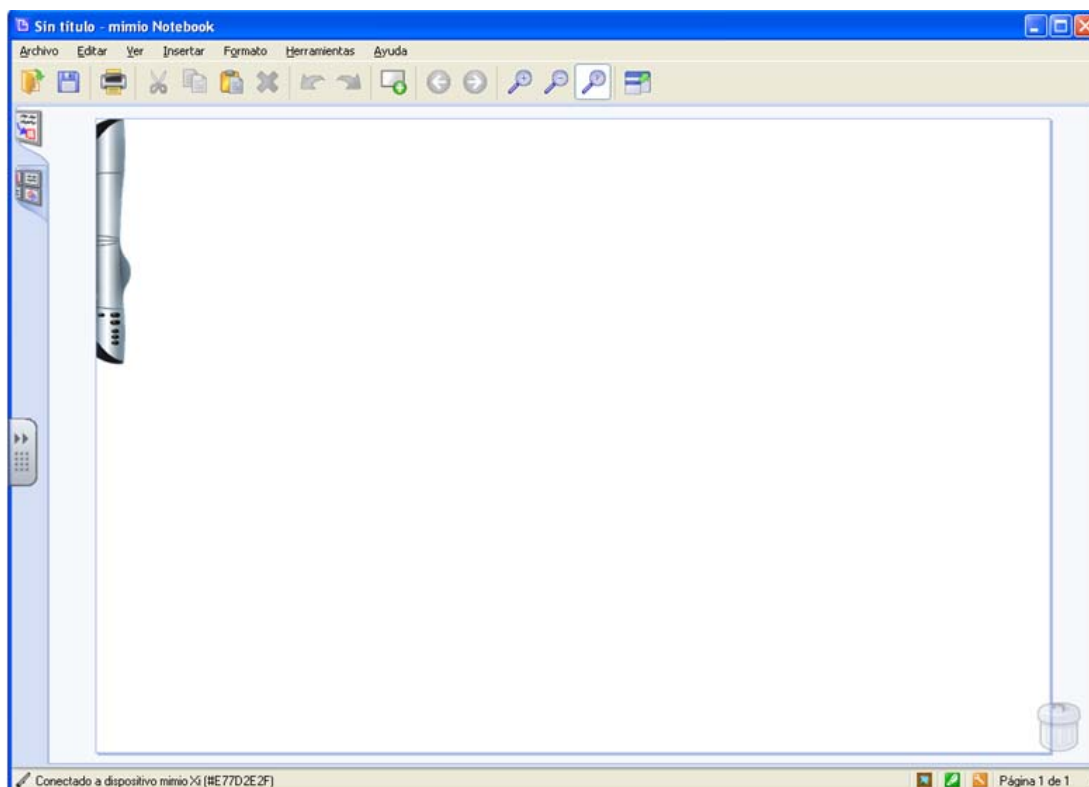 Sin título - mimio Notebook
Archivo Editar Ver Insertar Formato Herramientas Ayuda
Conectado a dispositivo mimio Xi (#E77D2E2F) Página 1 de 1